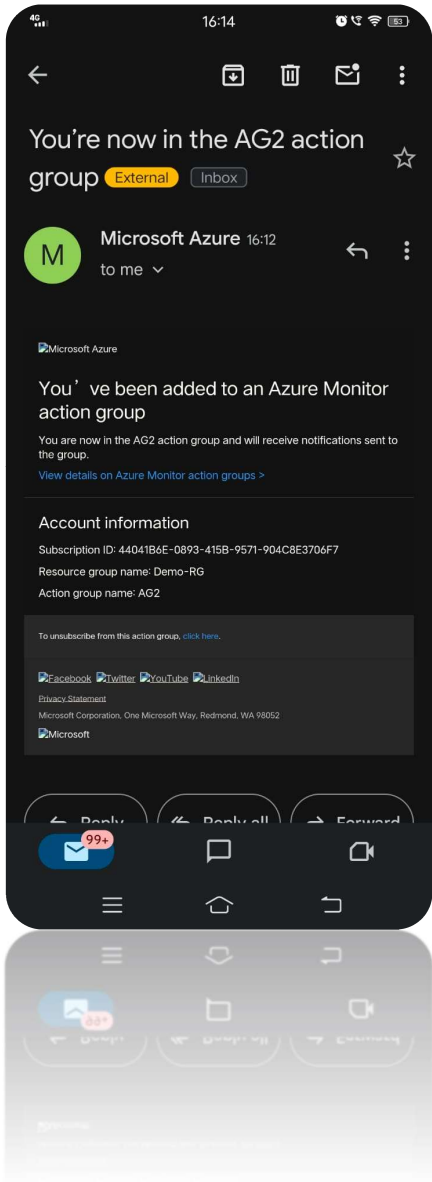 4G
16:14
53
You're now in the AG2 action
group External Inbox
M
Microsoft Azure 16:12
to me
Microsoft Azure
You've been added to an Azure Monitor
action group
You are now in the AG2 action group and will receive notifications sent to
the group.
View details on Azure Monitor action groups >
Account information
Subscription ID: 44041B6E-0893-415B-9571-904C8E3706F7
Resource group name: Demo-RG
Action group name: AG2
To unsubscribe from this action group, click here.
Facebook Twitter YouTube LinkedIn
Privacy Statement
Microsoft Corporation, One Microsoft Way, Redmond, WA 98052
Microsoft
Reply Reply all Forward
99+